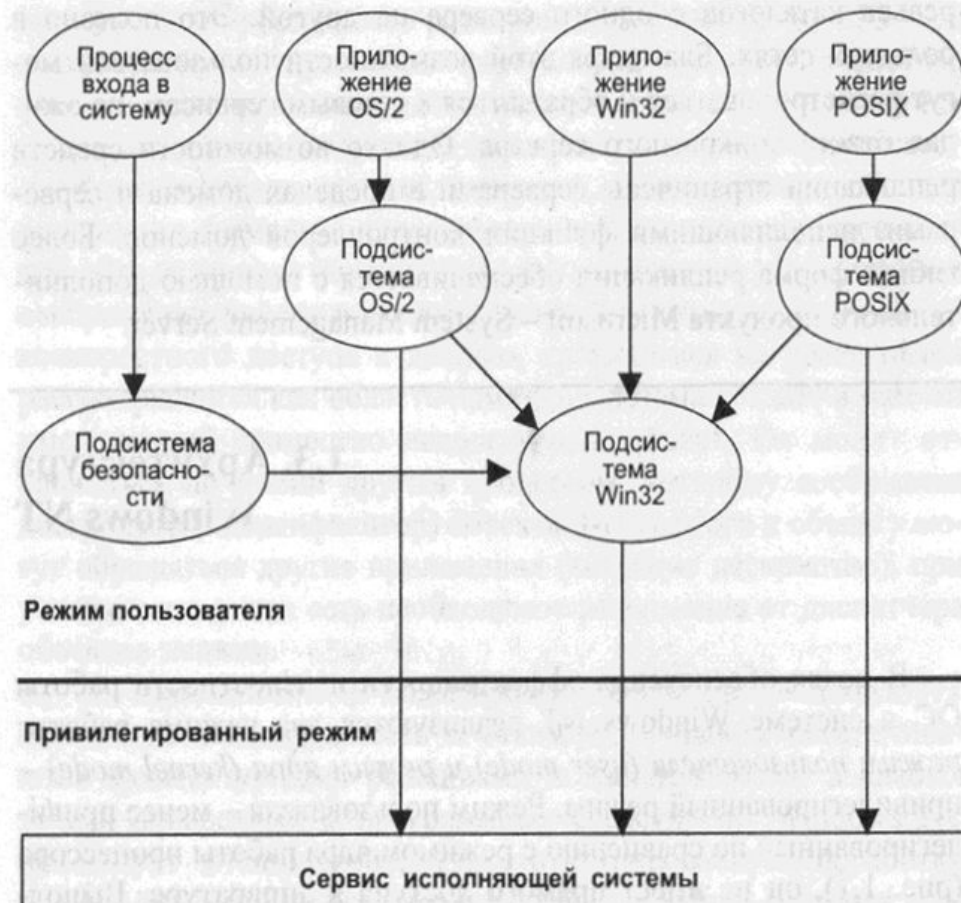 Процесс
входа в
систему
Прило-
жение
OS/2
Прило-
жение
Win32
Прило-
жение
POSIX
Подсис-
тема
OS/2
Подсис-
тема
POSIX
Подсистема
безопасно-
сти
Подсис-
тема
Win32
Режим пользователя
Привилегированный режим
Сервис исполняющей системы